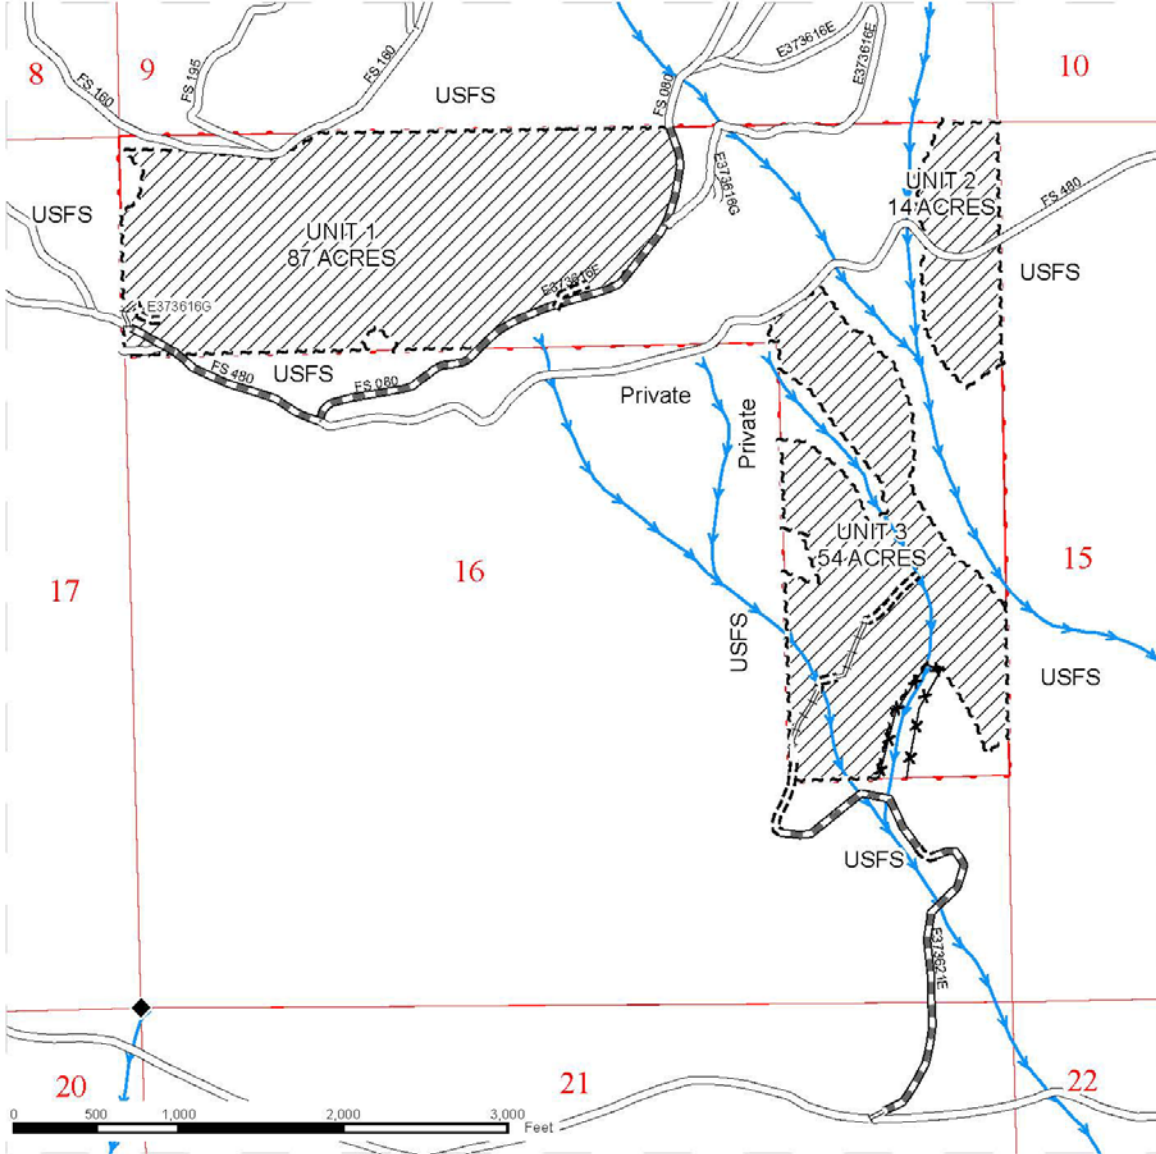 8
9
10
FS 160
FS 195
FS 160
USFS
FS 080
E373616E
E373616E
USFS
UNIT 1
87 ACRES
E373616G
UNIT 2
14 ACRES
FS 480
USFS
E373616G
E373616F
USFS
FS 480
FS 080
Private
Private
UNIT 3
54 ACRES
17
16
15
USFS
USFS
USFS
E373621E
20
21
22
0 500 1,000 2,000 3,000
Feet